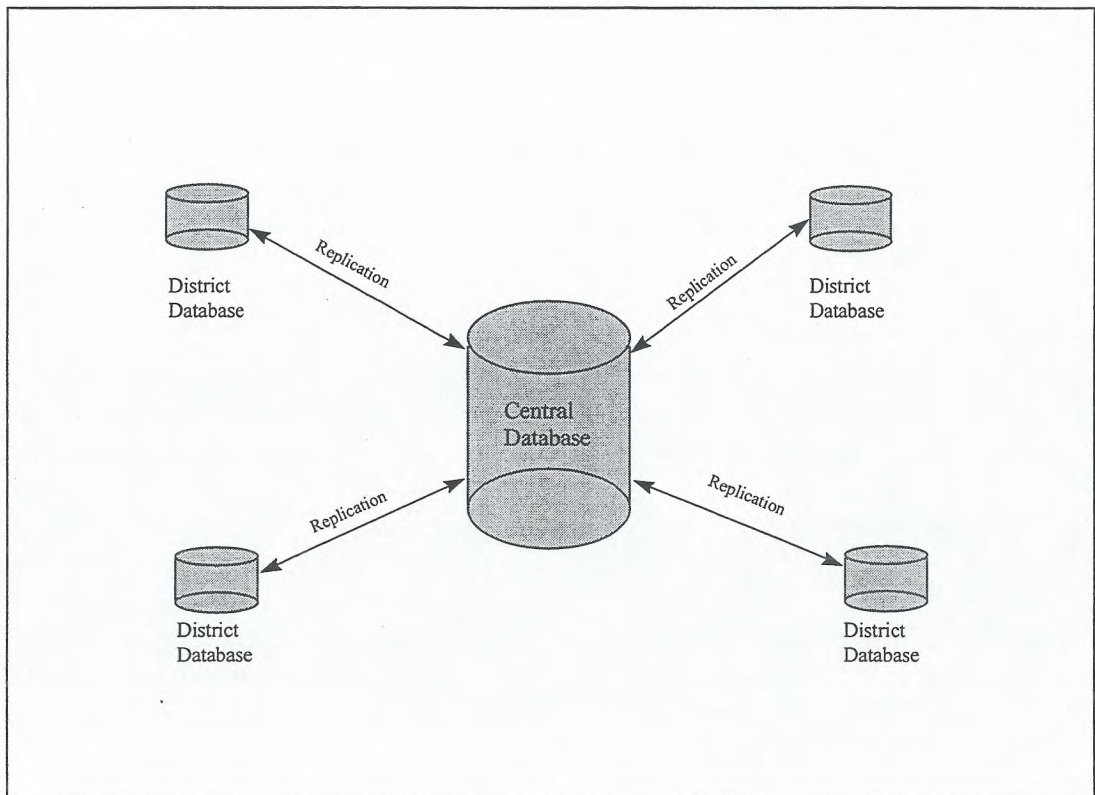 Replication
District
Database
Replication
District
Database
Central
Database
Replication
District
Database
Replication
District
Database